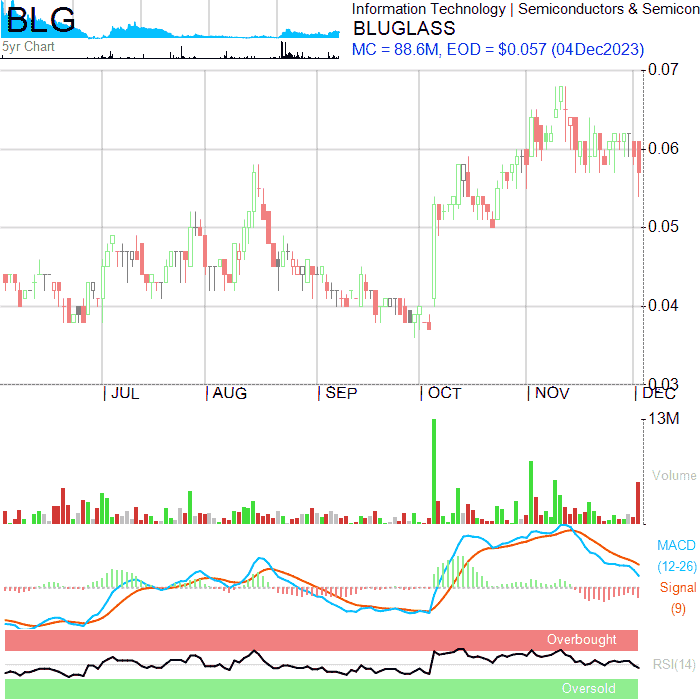 BLG
5yr Chart
Information Technology | Semiconductors & Semicon
BLUGLASS
MC = 88.6M, EOD = $0.057 (04Dec2023)
0.07
0.06
0.05
0.04
0.03
JUL AUG SEP OCT NOV DEC
13M
Volume
MACD
(12-26)
Signal
(9)
Overbought
RSI(14)
Oversold